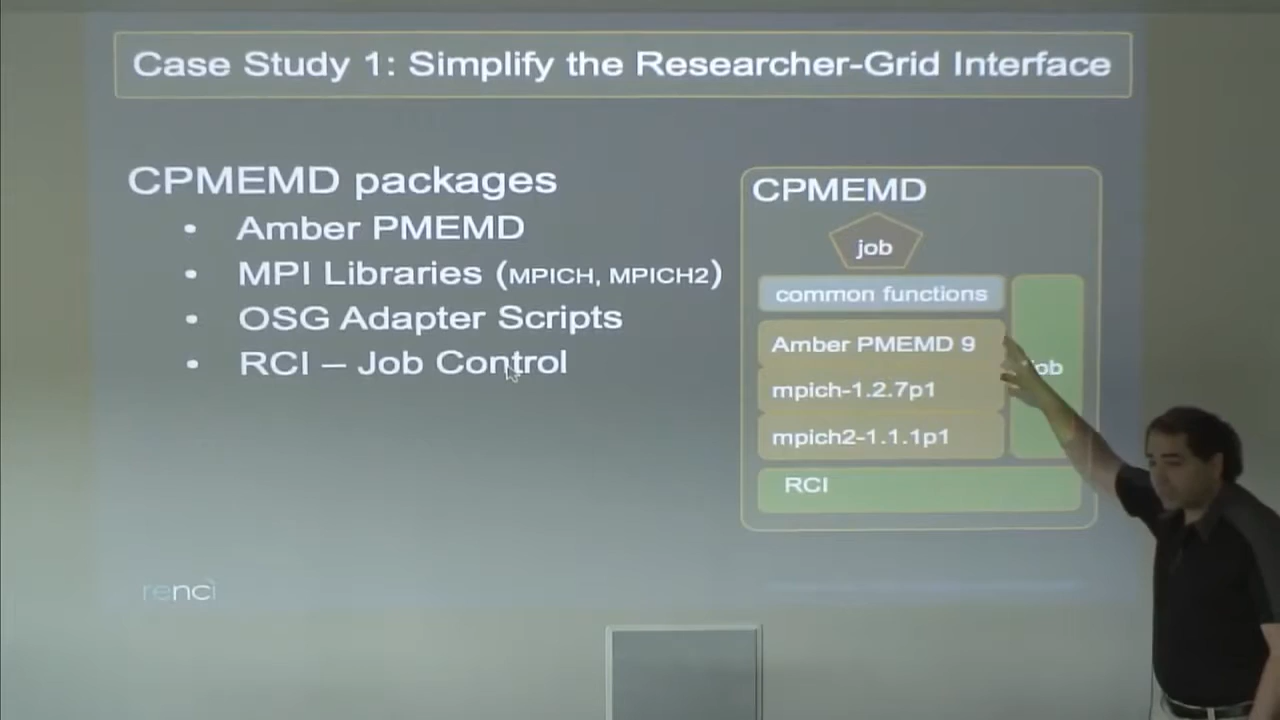 Case Study 1: Simplify the Researcher-Grid Interface
CPMEMD packages
• Amber PMEMD
• MPI Libraries (MPICH, MPICH2)
• OSG Adapter Scripts
• RCI – Job Control
CPMEMD
job
common functions
Amber PMEMD 9
job
mpich-1.2.7p1
mpich2-1.1.1p1
RCI
renci